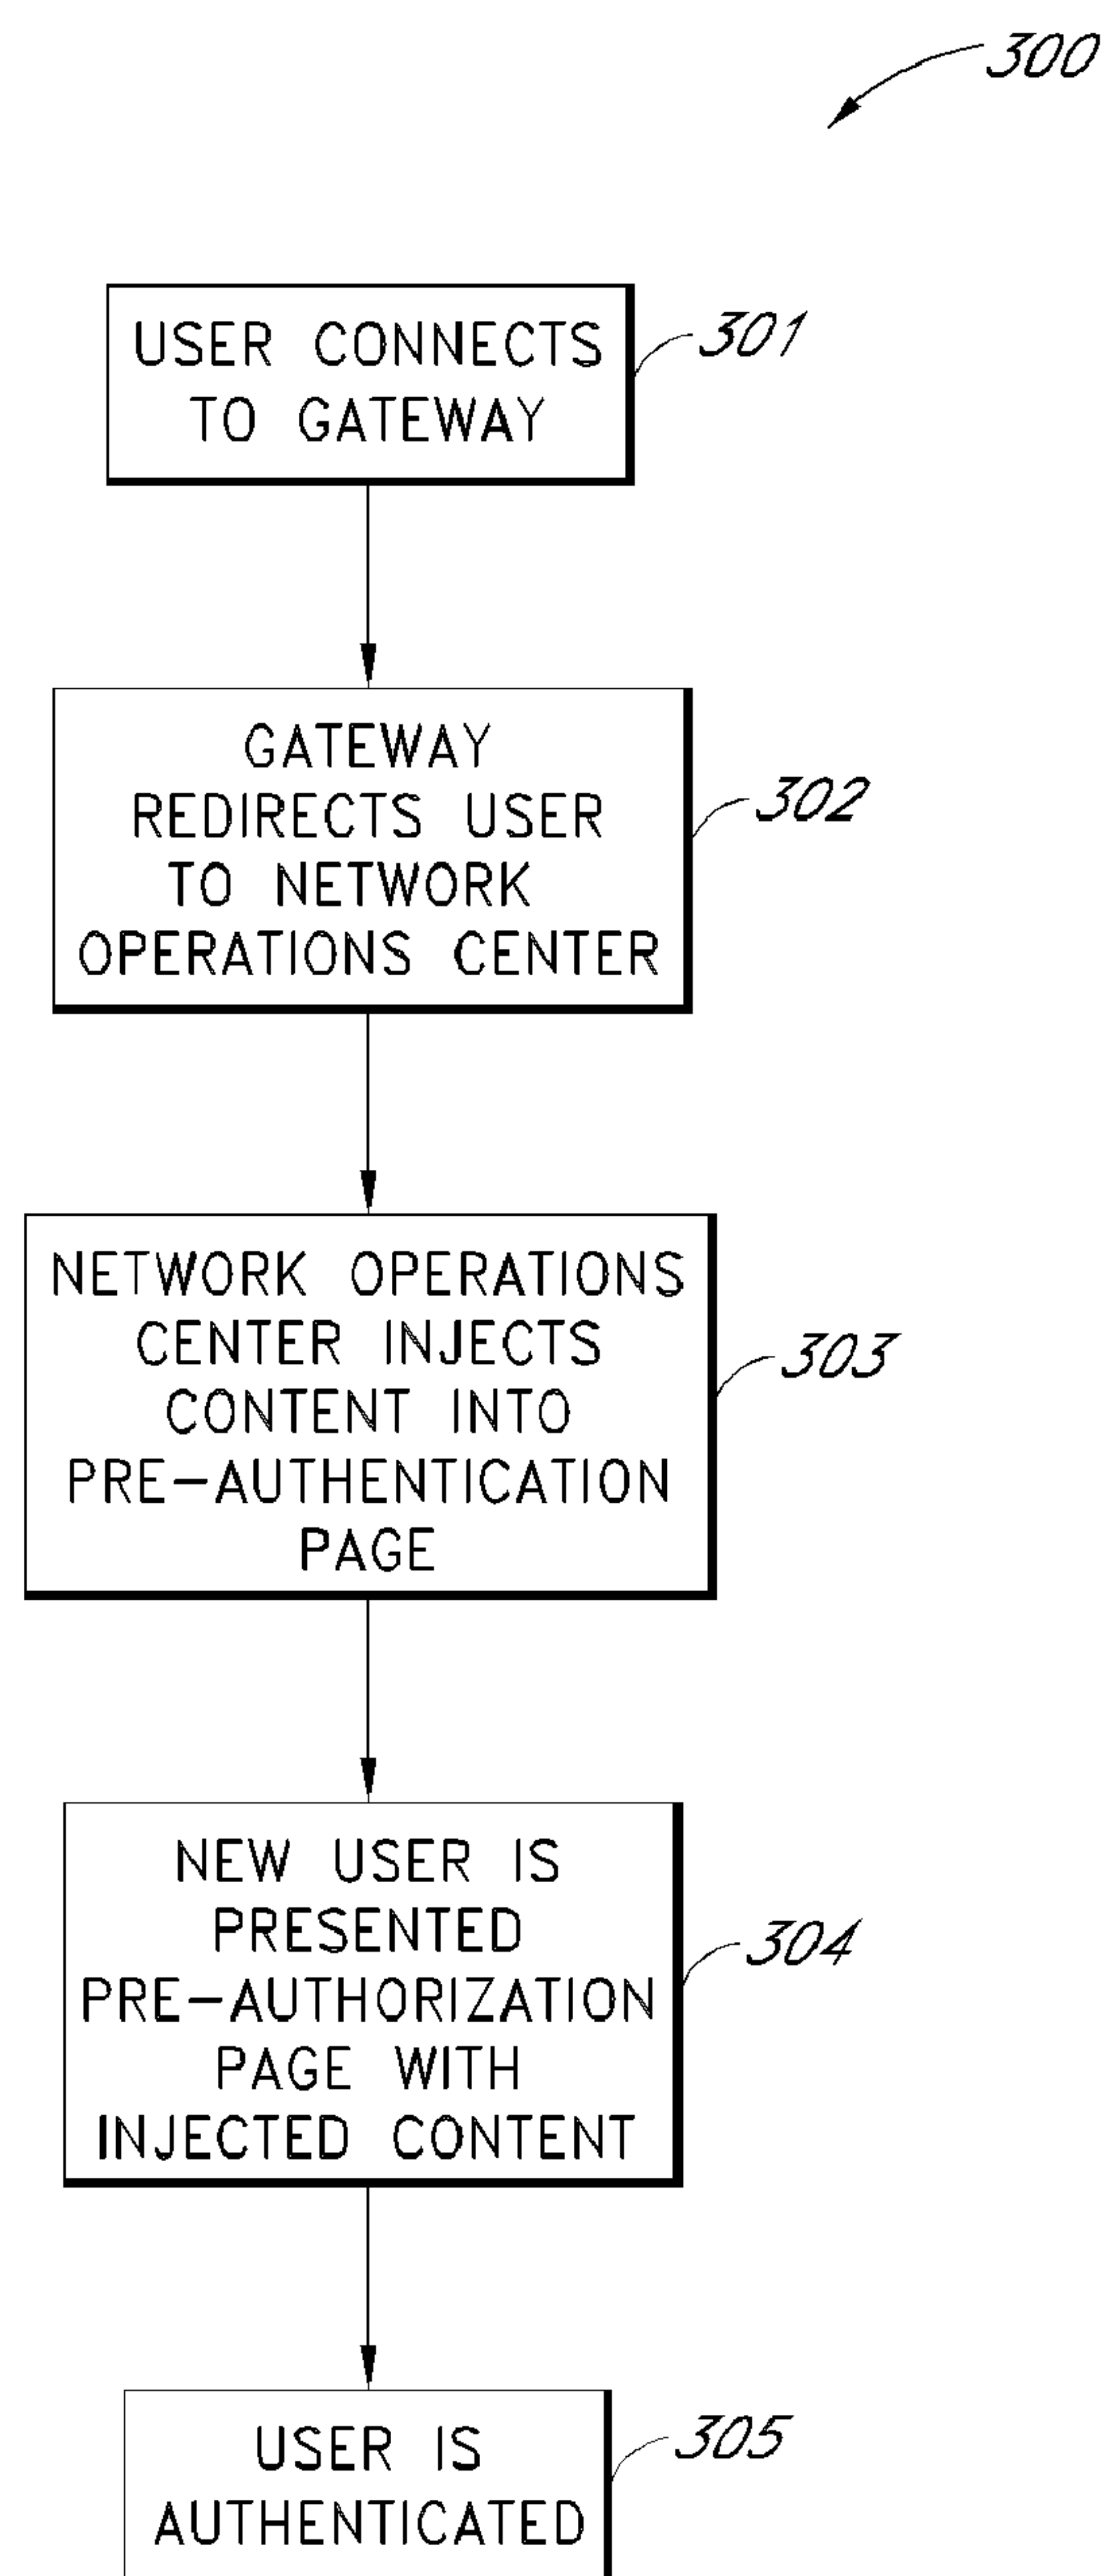 300
USER CONNECTS
TO GATEWAY
301
GATEWAY
REDIRECTS USER
TO NETWORK
OPERATIONS CENTER
302
NETWORK OPERATIONS
CENTER INJECTS
CONTENT INTO
PRE-AUTHENTICATION
PAGE
303
NEW USER IS
PRESENTED
PRE-AUTHORIZATION
PAGE WITH
INJECTED CONTENT
304
USER IS
AUTHENTICATED
305